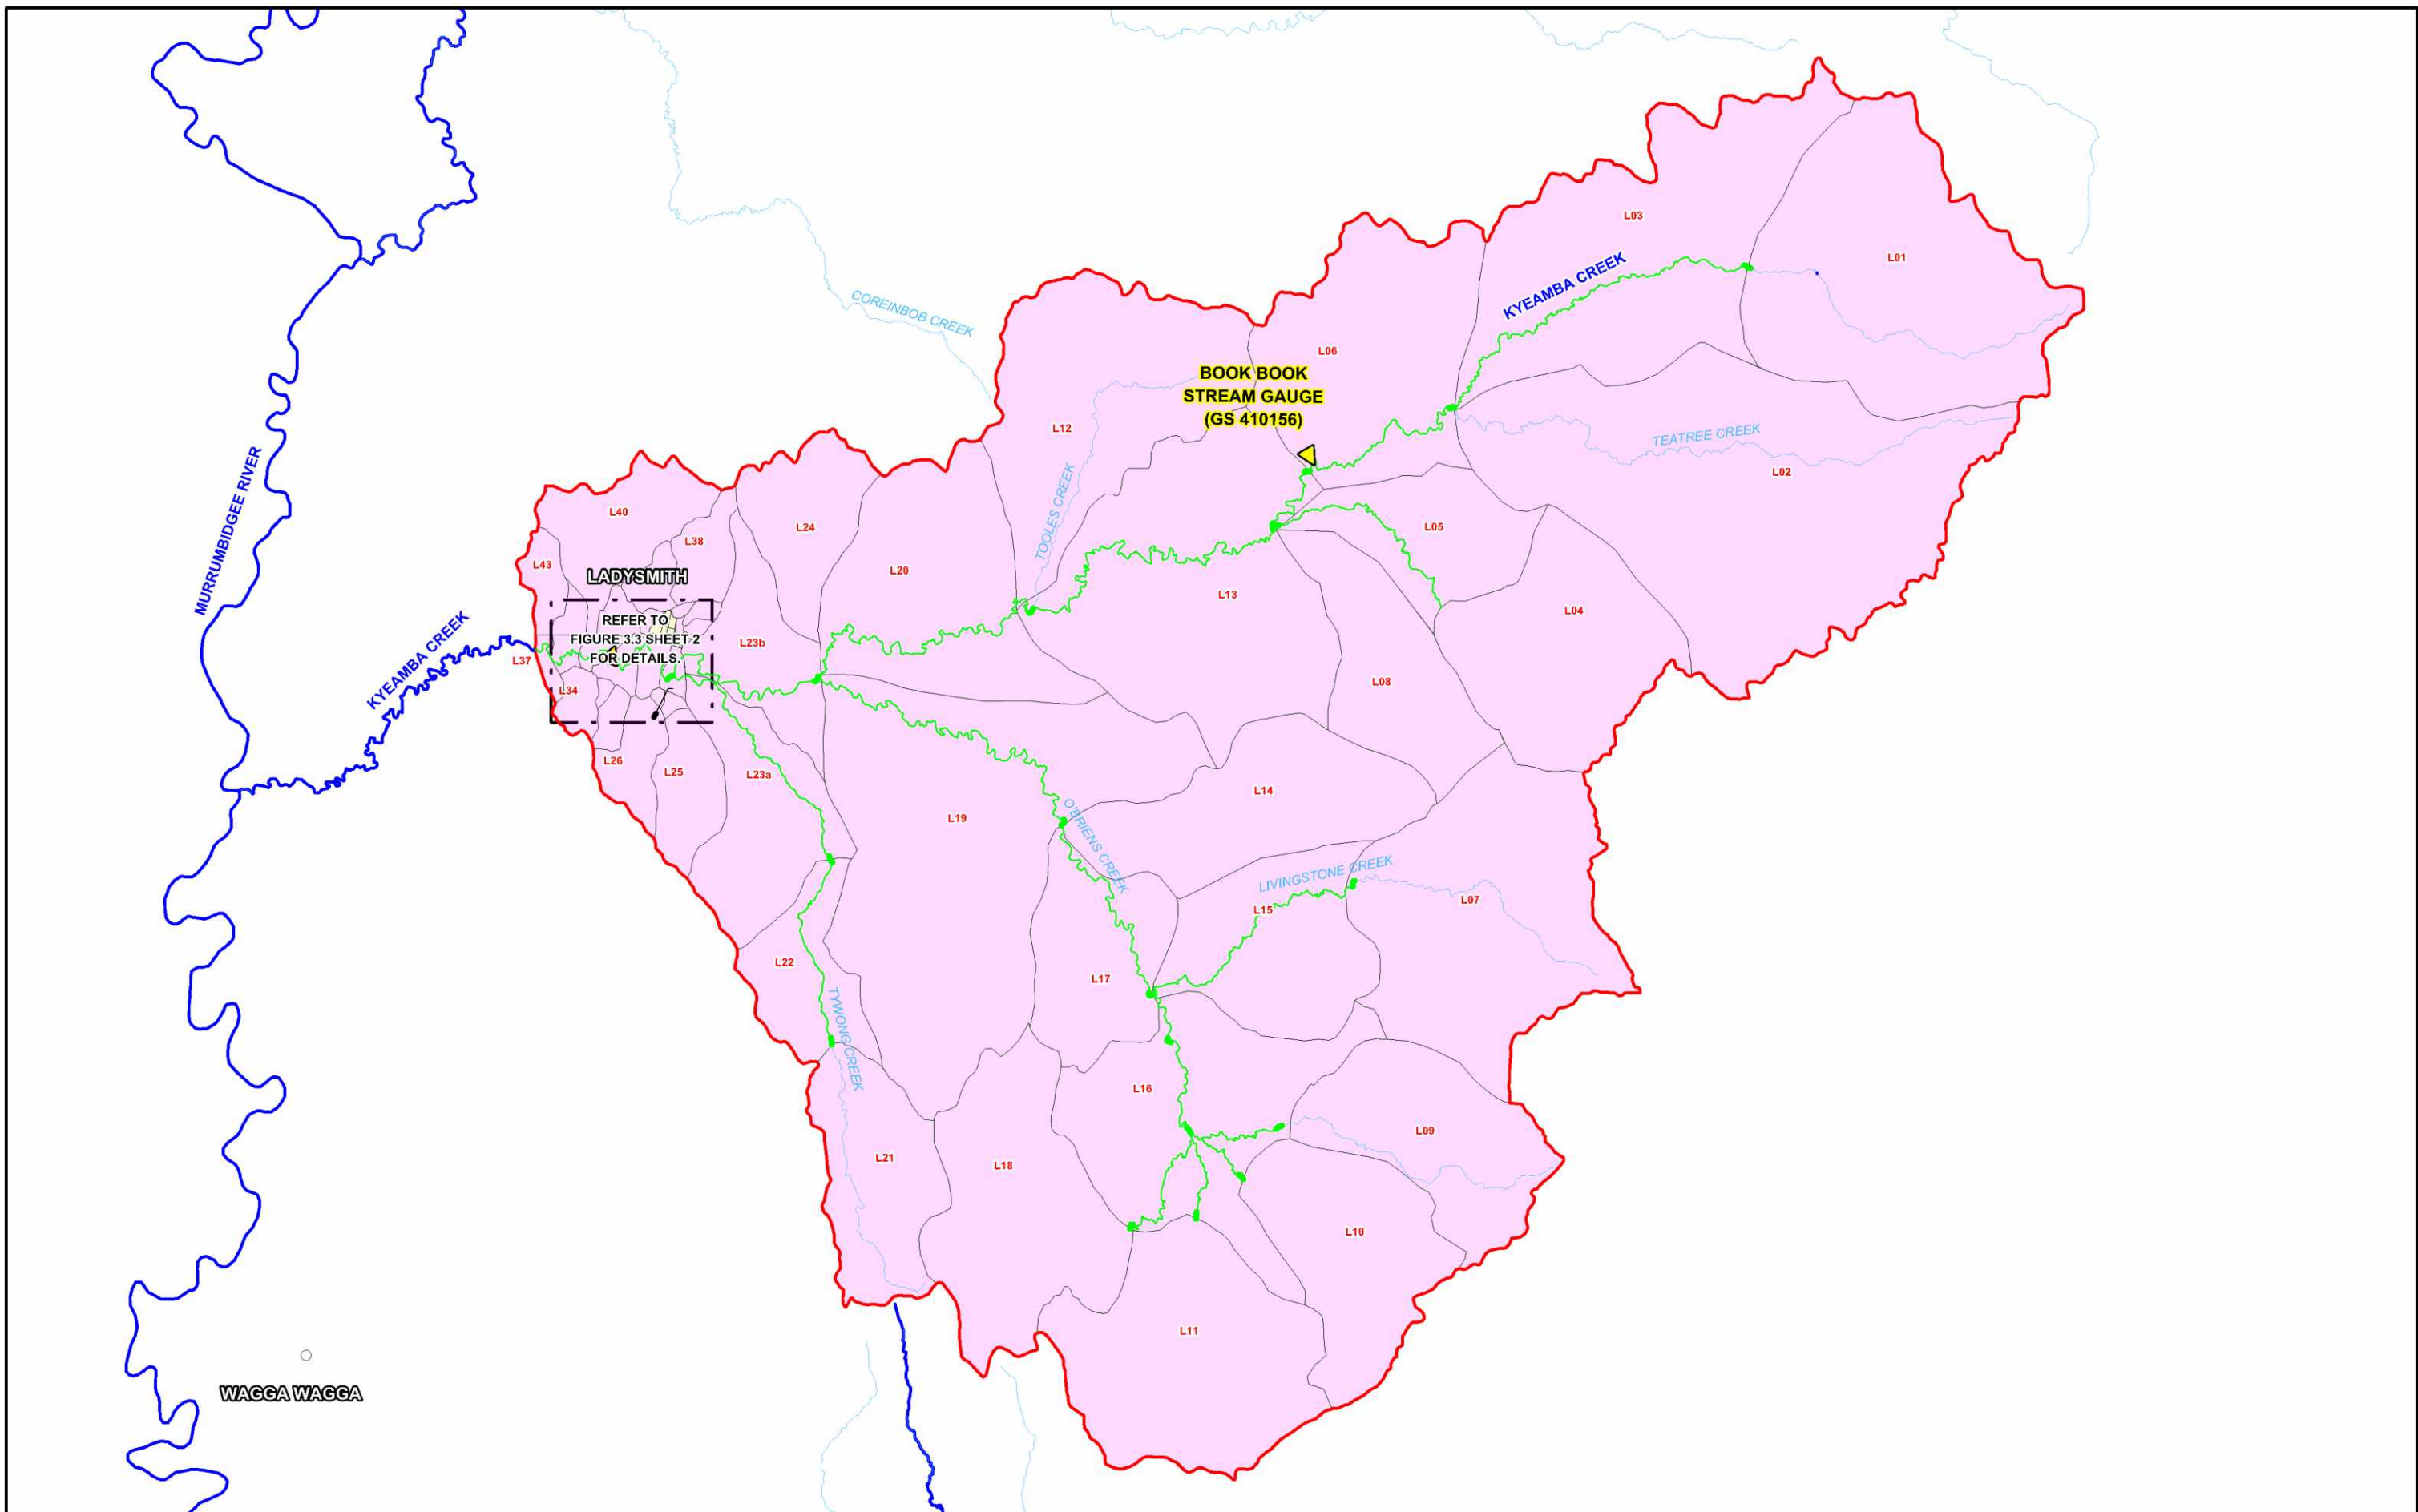 L03
L01
KYEAMBA CREEK
COREINBOB CREEK
L06
BOOK BOOK
STREAM GAUGE
(GS 410156)
L12
TEATREE CREEK
L02
TOOLES CREEK
L40
L24
L05
L38
L43
LADYSMITH
L20
L13
L04
MURRUMBIDGEE RIVER
KYEAMBA CREEK
REFER TO
FIGURE 3.3 SHEET 2
FOR DETAILS.
L23b
L37
L34
L08
L26
L25
L23a
L14
L19
O'BRIENS CREEK
LIVINGSTONE CREEK
L15
L07
L22
L17
TYWONG CREEK
L16
L09
L21
L18
L10
L11
WAGGA WAGGA